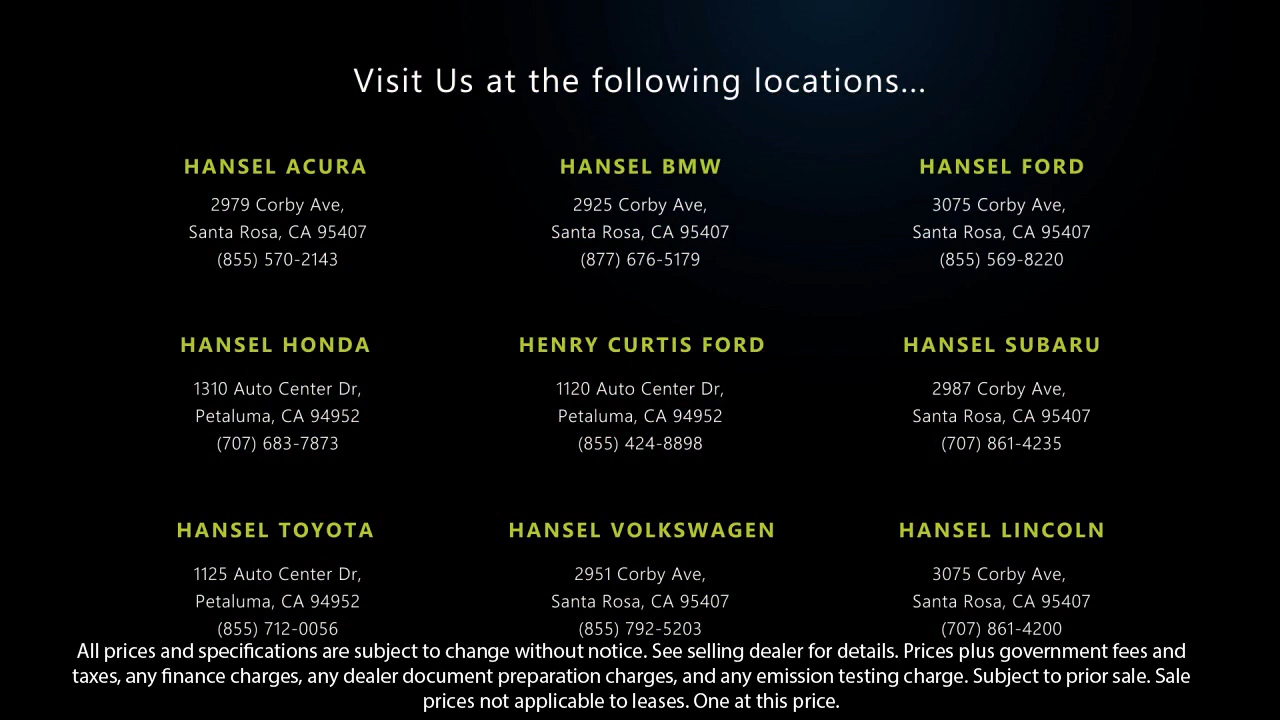 Visit Us at the following locations...
HANSEL ACURA
2979 Corby Ave,
Santa Rosa, CA 95407
(855) 570-2143
HANSEL BMW
2925 Corby Ave,
Santa Rosa, CA 95407
(877) 676-5179
HANSEL FORD
3075 Corby Ave,
Santa Rosa, CA 95407
(855) 569-8220
HANSEL HONDA
1310 Auto Center Dr,
Petaluma, CA 94952
(707) 683-7873
HENRY CURTIS FORD
1120 Auto Center Dr,
Petaluma, CA 94952
(855) 424-8898
HANSEL SUBARU
2987 Corby Ave,
Santa Rosa, CA 95407
(707) 861-4235
HANSEL TOYOTA
1125 Auto Center Dr,
Petaluma, CA 94952
(855) 712-0056
HANSEL VOLKSWAGEN
2951 Corby Ave,
Santa Rosa, CA 95407
(855) 792-5203
HANSEL LINCOLN
3075 Corby Ave,
Santa Rosa, CA 95407
(707) 861-4200
All prices and specifications are subject to change without notice. See selling dealer for details. Prices plus government fees and
taxes, any finance charges, any dealer document preparation charges, and any emission testing charge. Subject to prior sale. Sale
prices not applicable to leases. One at this price.